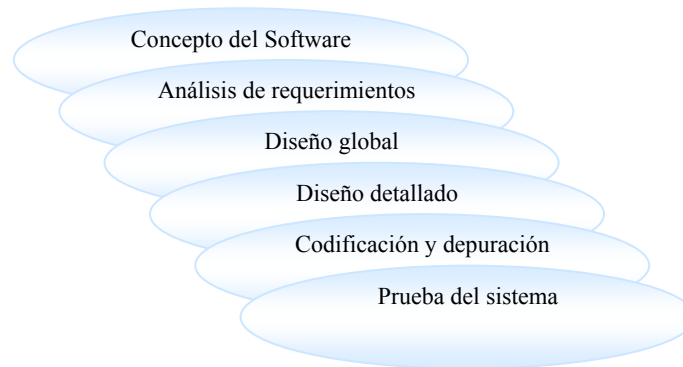 Concepto del Software
Análisis de requerimientos
Diseño global
Diseño detallado
Codificación y depuración
Prueba del sistema